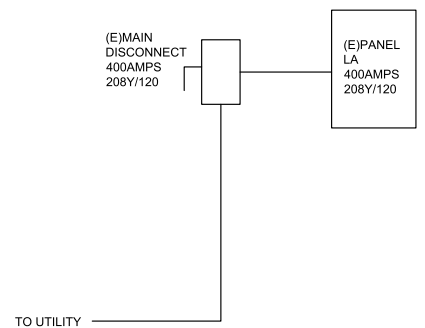 (E)MAIN
DISCONNECT
400AMPS
208Y/120
(E)PANEL
LA
400AMPS
208Y/120
TO UTILITY